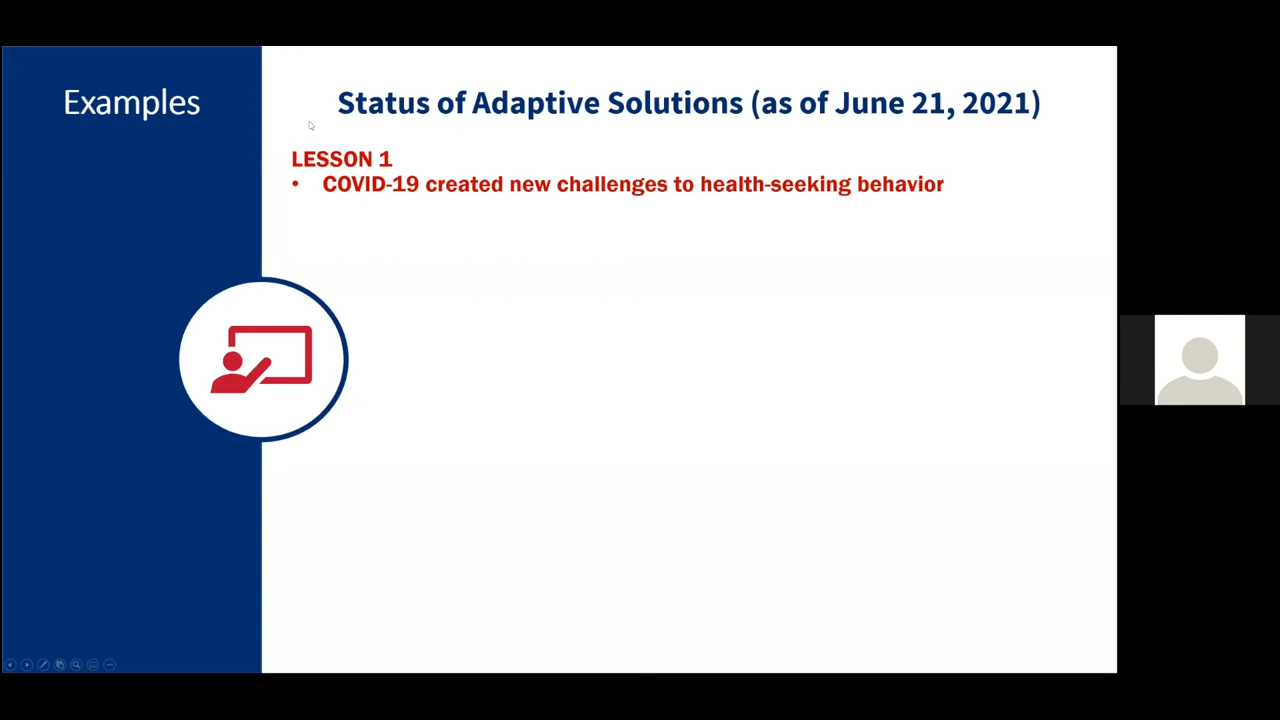 Examples
Status of Adaptive Solutions (as of June 21, 2021)
LESSON 1
• COVID-19 created new challenges to health-seeking behavior